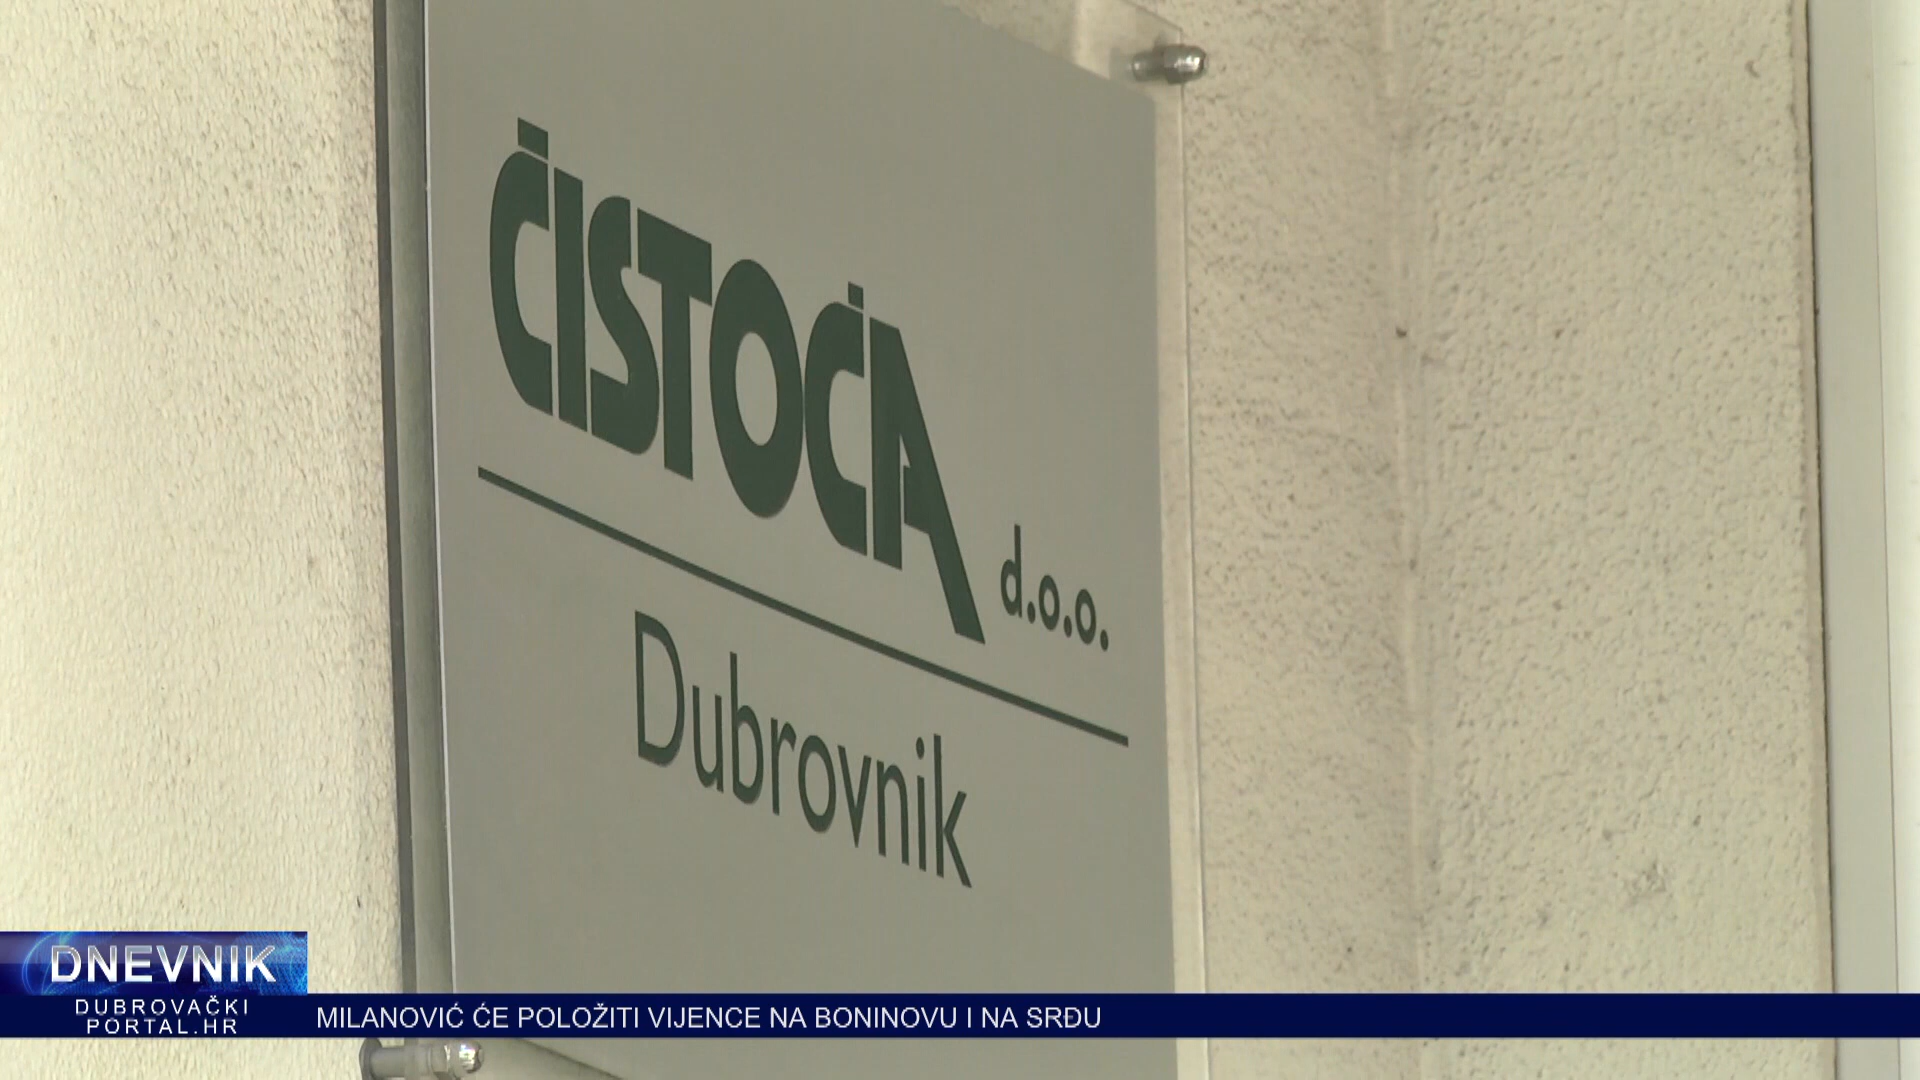 ČISTOĆA d.o.o.
Dubrovnik
DNEVNIK
DUBROVAČKI
PORTAL.HR
MILANOVIĆ ĆE POLOŽITI VIJENCE NA BONINOVU I NA SRĐU